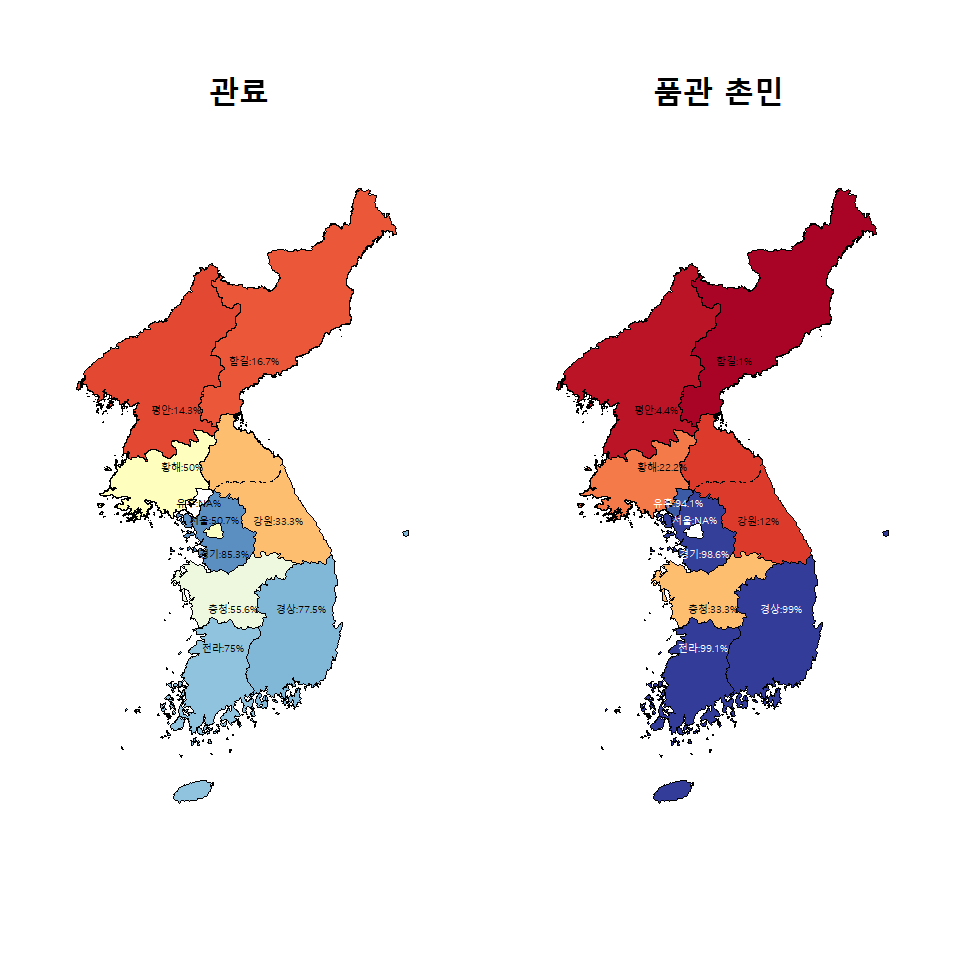 관료
품관 촌민
함길:16.7%
평안:14.3%
황해:50%
유후:NA%
서울:50.7%
강원:33.3%
경기:85.3%
충청:55.6%
경상:77.5%
전라:75%
함길:1%
평안:4.4%
황해:22.2%
유후:94.1%
서울:NA%
강원:12%
경기:98.6%
충청:33.3%
경상:99%
전라:99.1%